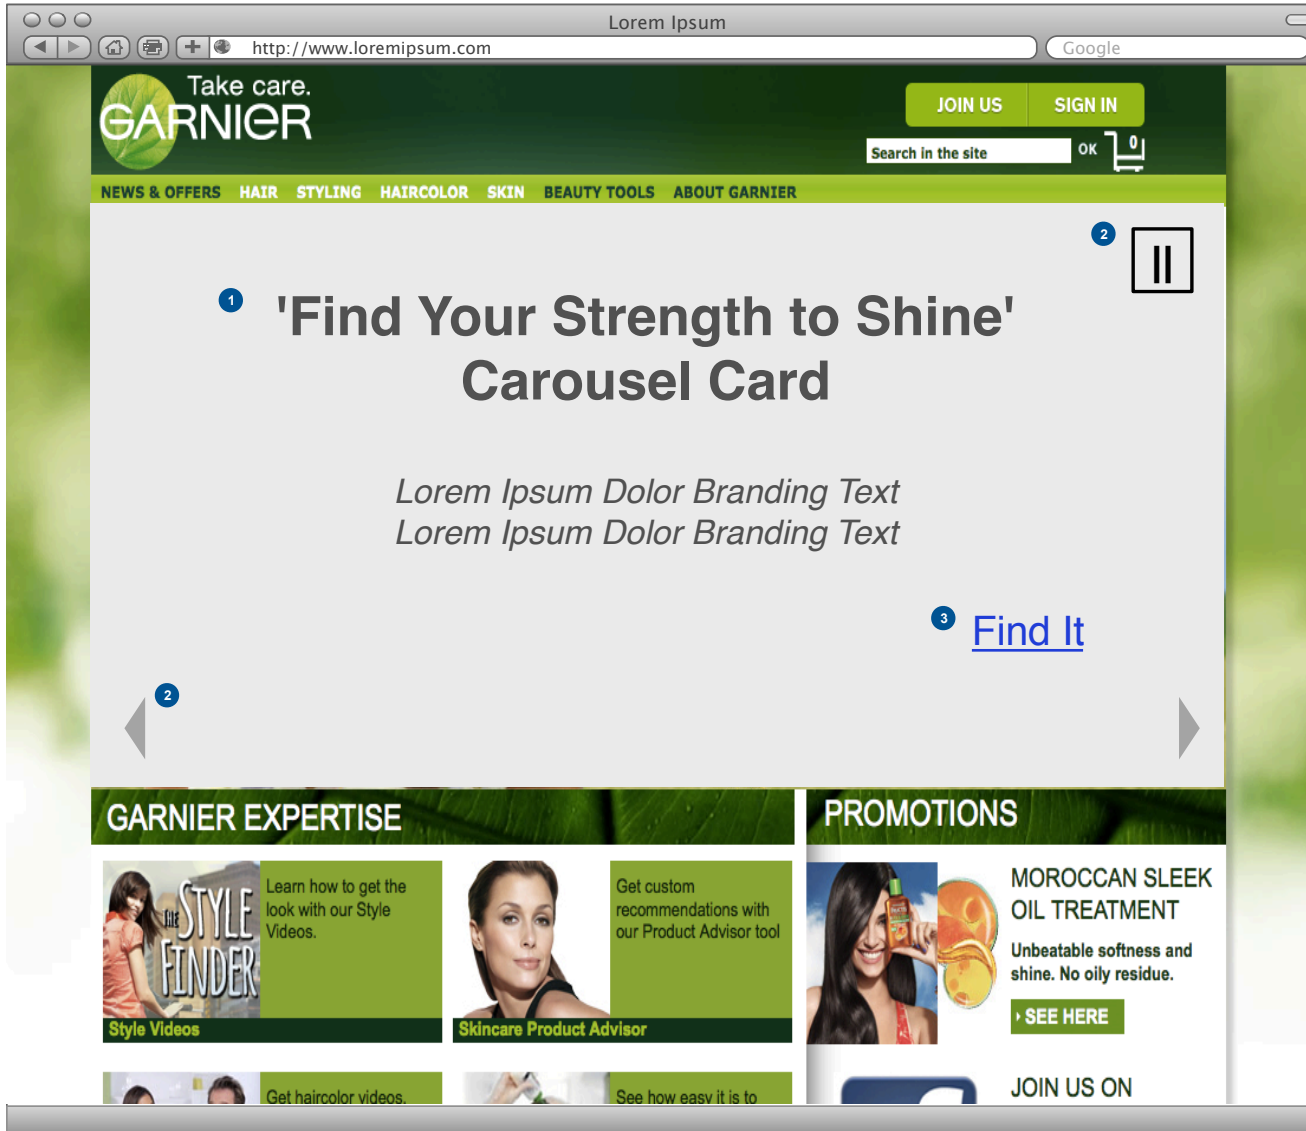 Lorem Ipsum
http://www.loremipsum.com
Google
Take care.
GARNIER
JOIN US
SIGN IN
Search in the site
OK
0
NEWS & OFFERS HAIR STYLING HAIRCOLOR SKIN BEAUTY TOOLS ABOUT GARNIER
2
1
'Find Your Strength to Shine'
Carousel Card
Lorem Ipsum Dolor Branding Text
Lorem Ipsum Dolor Branding Text
3
Find It
2
GARNIER EXPERTISE
THE STYLE
FINDER
Learn how to get the
look with our Style
Videos.
Style Videos
Get custom
recommendations with
our Product Advisor tool
Skincare Product Advisor
Get haircolor videos.
See how easy it is to
PROMOTIONS
MOROCCAN SLEEK
OIL TREATMENT
Unbeatable softness and
shine. No oily residue.
SEE HERE
JOIN US ON